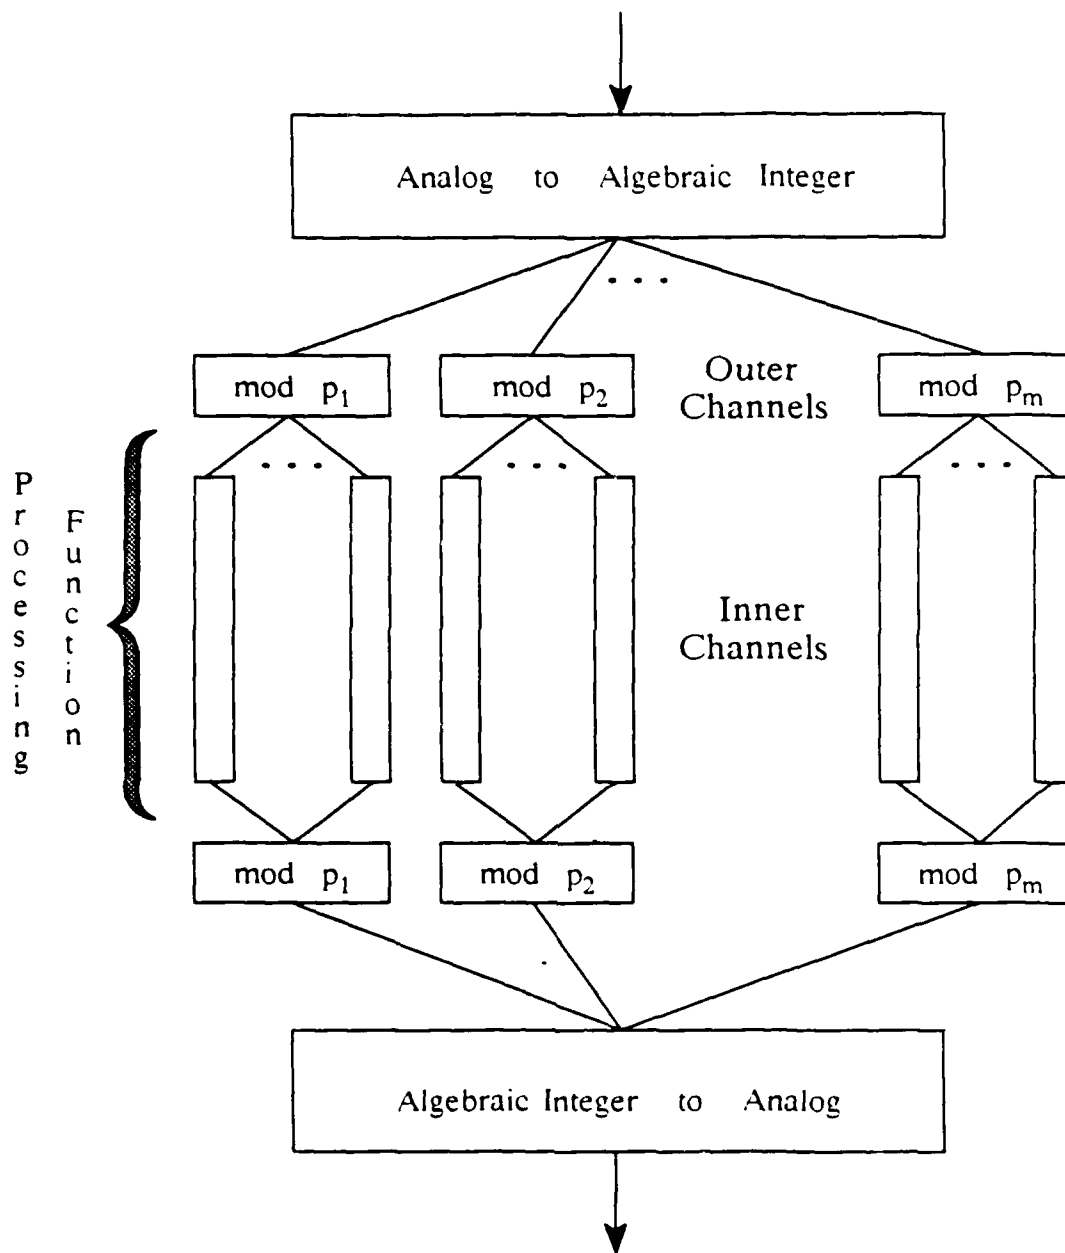 Analog to Algebraic Integer
. . .
mod p₁
mod p₂
Outer
Channels
mod pₘ
. . .
. . .
. . .
Processing
Function
Inner
Channels
mod p₁
mod p₂
mod pₘ
Algebraic Integer to Analog